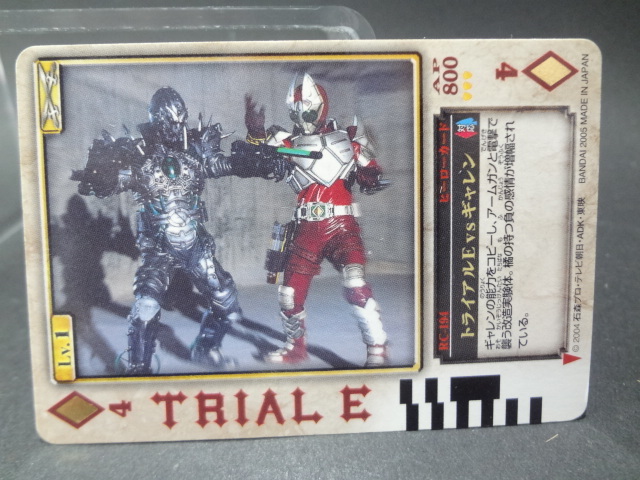 Lv.1
4
TRIAL E
AP
800
4
RC-194
ヒーローカード
対応
トライアルE vs ギャレン
ギャレンの能力をコピーし、アームガンと電撃で
襲う改造実験体。橘の持つ負の感情が増幅され
ている。
© 2004 石森プロ・テレビ朝日・ADK・東映
BANDAI 2005 MADE IN JAPAN